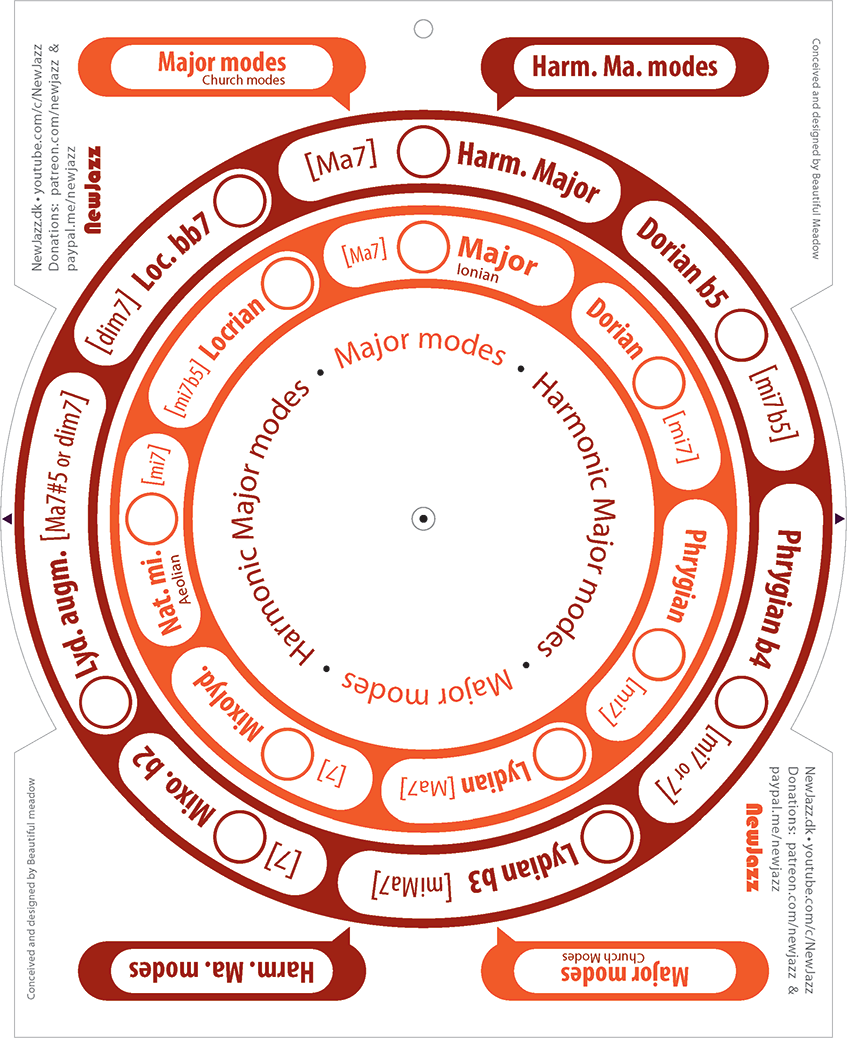 Major modes
Church modes
Harm. Ma. modes
NewJazz.dk • youtube.com/c/NewJazz
Donations: patreon.com/newjazz &
paypal.me/newjazz
NewJazz
Conceived and designed by Beautiful Meadow
[Ma7] Harm. Major
Dorian b5 [mi7b5]
Phrygian b4 [mi7 or 7]
Lydian b3 [miMa7]
Mixo. b2 [7]
Lyd. augm. [Ma7#5 or dim7]
[dim7] Loc. bb7
[Ma7] Major
Ionian
Dorian [mi7]
Phrygian [mi7]
Lydian [Ma7]
Mixolyd. [7]
Nat. mi. [mi7]
Aeolian
[mi7b5] Locrian
Major modes • Harmonic Major modes • Major modes • Harmonic Major modes •
Conceived and designed by Beautiful meadow
Harm. Ma. modes
Major modes
Church Modes
NewJazz.dk • youtube.com/c/NewJazz
Donations: patreon.com/newjazz &
paypal.me/newjazz
NewJazz